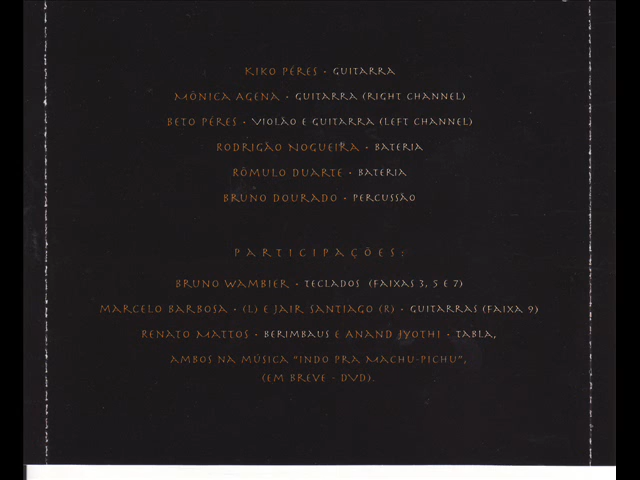 KIKO PÉRES • GUITARRA
MÔNICA AGENA • GUITARRA (RIGHT CHANNEL)
BETO PÉRES • VIOLÃO E GUITARRA (LEFT CHANNEL)
RODRIGÃO NOGUEIRA • BATERIA
RÔMULO DUARTE • BATERIA
BRUNO DOURADO • PERCUSSÃO
PARTICIPAÇÕES:
BRUNO WAMBIER • TECLADOS (FAIXAS 3, 5 E 7)
MARCELO BARBOSA • (L) E JAIR SANTIAGO (R) • GUITARRAS (FAIXA 9)
RENATO MATTOS • BERIMBAUS E ANAND JYOTHI • TABLA,
AMBOS NA MÚSICA "INDO PRA MACHU-PICHU",
(EM BREVE - DVD).